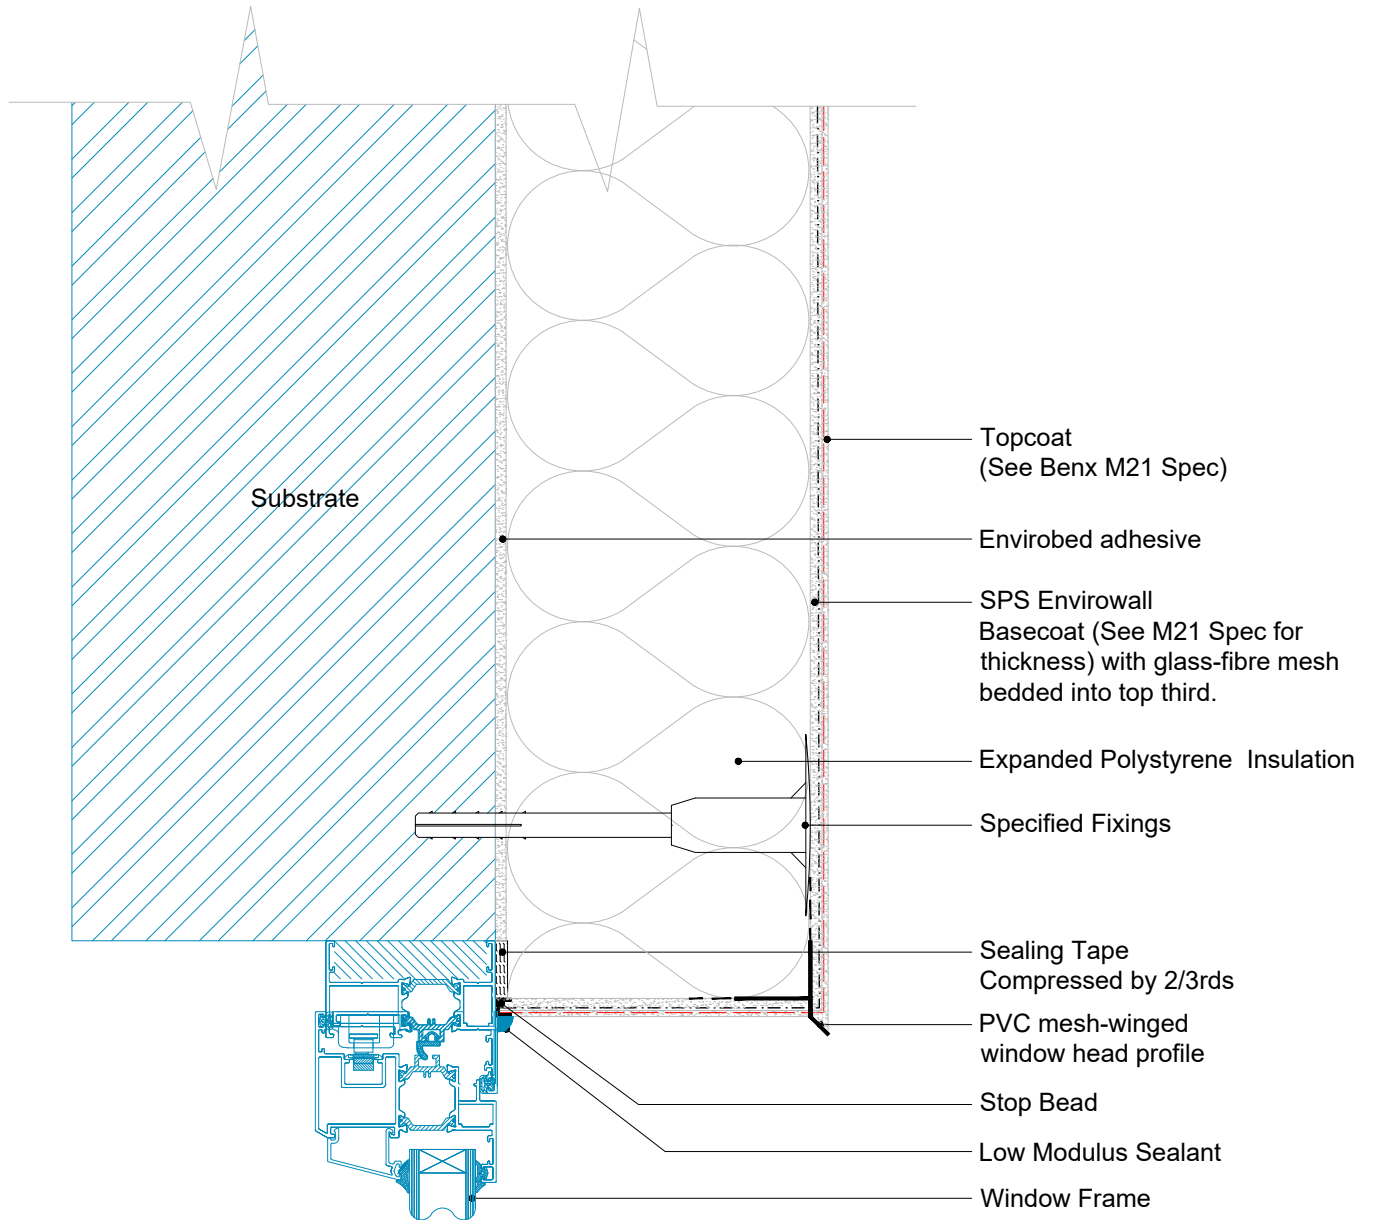 Topcoat
(See Benx M21 Spec)
Substrate
Envirobed adhesive
SPS Envirowall
Basecoat (See M21 Spec for
thickness) with glass-fibre mesh
bedded into top third.
Expanded Polystyrene  Insulation
Specified Fixings
Sealing Tape
Compressed by 2/3rds
PVC mesh-winged
window head profile
Stop Bead
Low Modulus Sealant
Window Frame